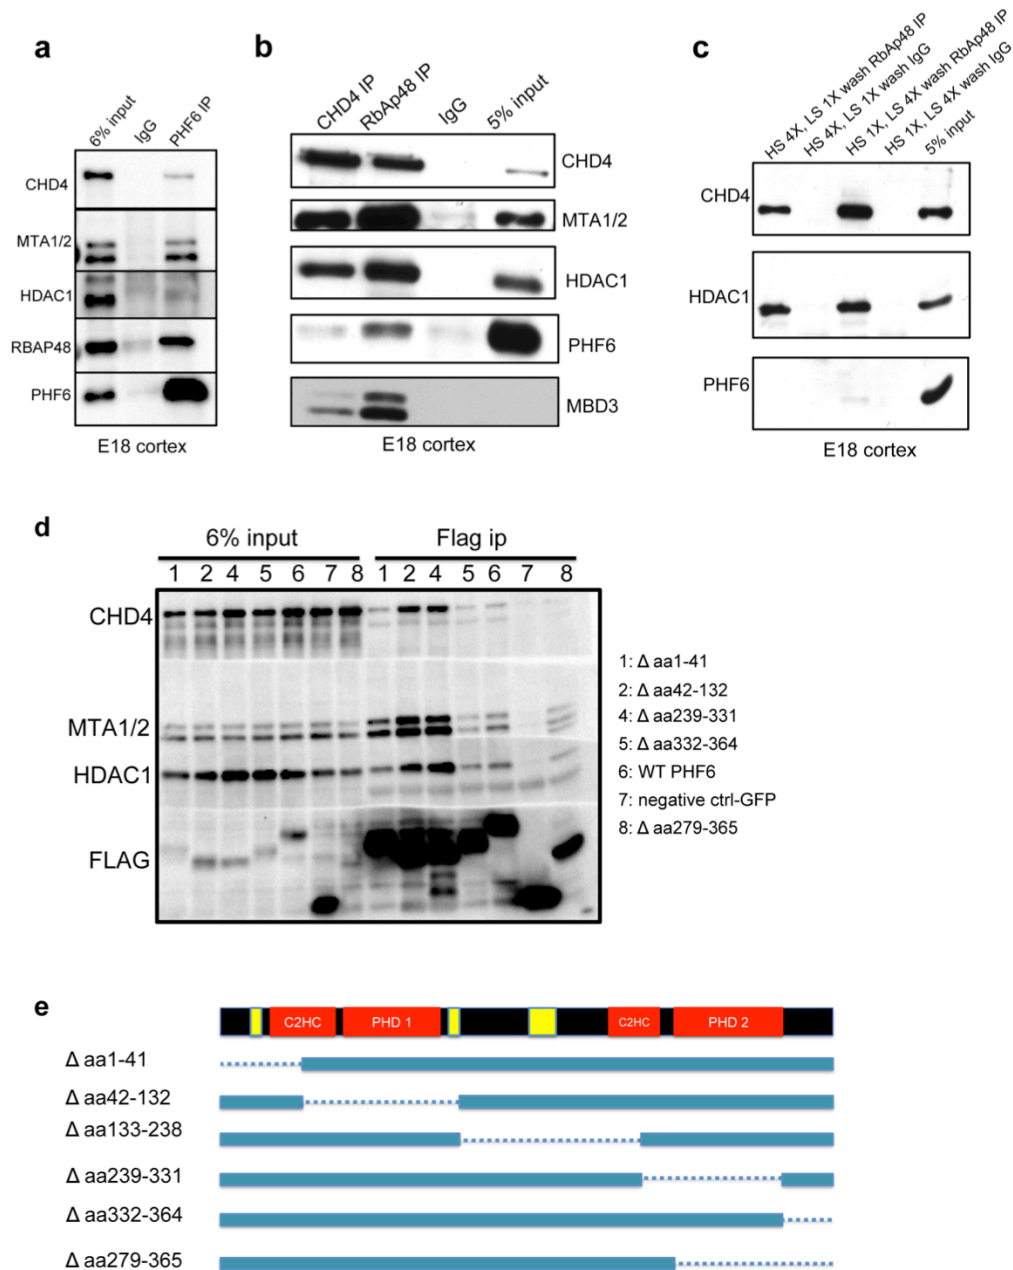 a
6% input
IgG
PHF6 IP
CHD4
MTA1/2
HDAC1
RBAP48
PHF6
E18 cortex
b
CHD4 IP
RbAp48 IP
IgG
5% input
CHD4
MTA1/2
HDAC1
PHF6
MBD3
E18 cortex
c
HS 4X, LS 1X wash RbAp48 IP
HS 4X, LS 1X wash IgG
HS 1X, LS 4X wash RbAp48 IP
HS 1X, LS 4X wash IgG
5% input
CHD4
HDAC1
PHF6
E18 cortex
d
6% input
Flag ip
1 2 4 5 6 7 8 1 2 4 5 6 7 8
CHD4
MTA1/2
HDAC1
FLAG
1: Δ aa1-41
2: Δ aa42-132
4: Δ aa239-331
5: Δ aa332-364
6: WT PHF6
7: negative ctrl-GFP
8: Δ aa279-365
e
C2HC PHD 1 C2HC PHD 2
Δ aa1-41
Δ aa42-132
Δ aa133-238
Δ aa239-331
Δ aa332-364
Δ aa279-365